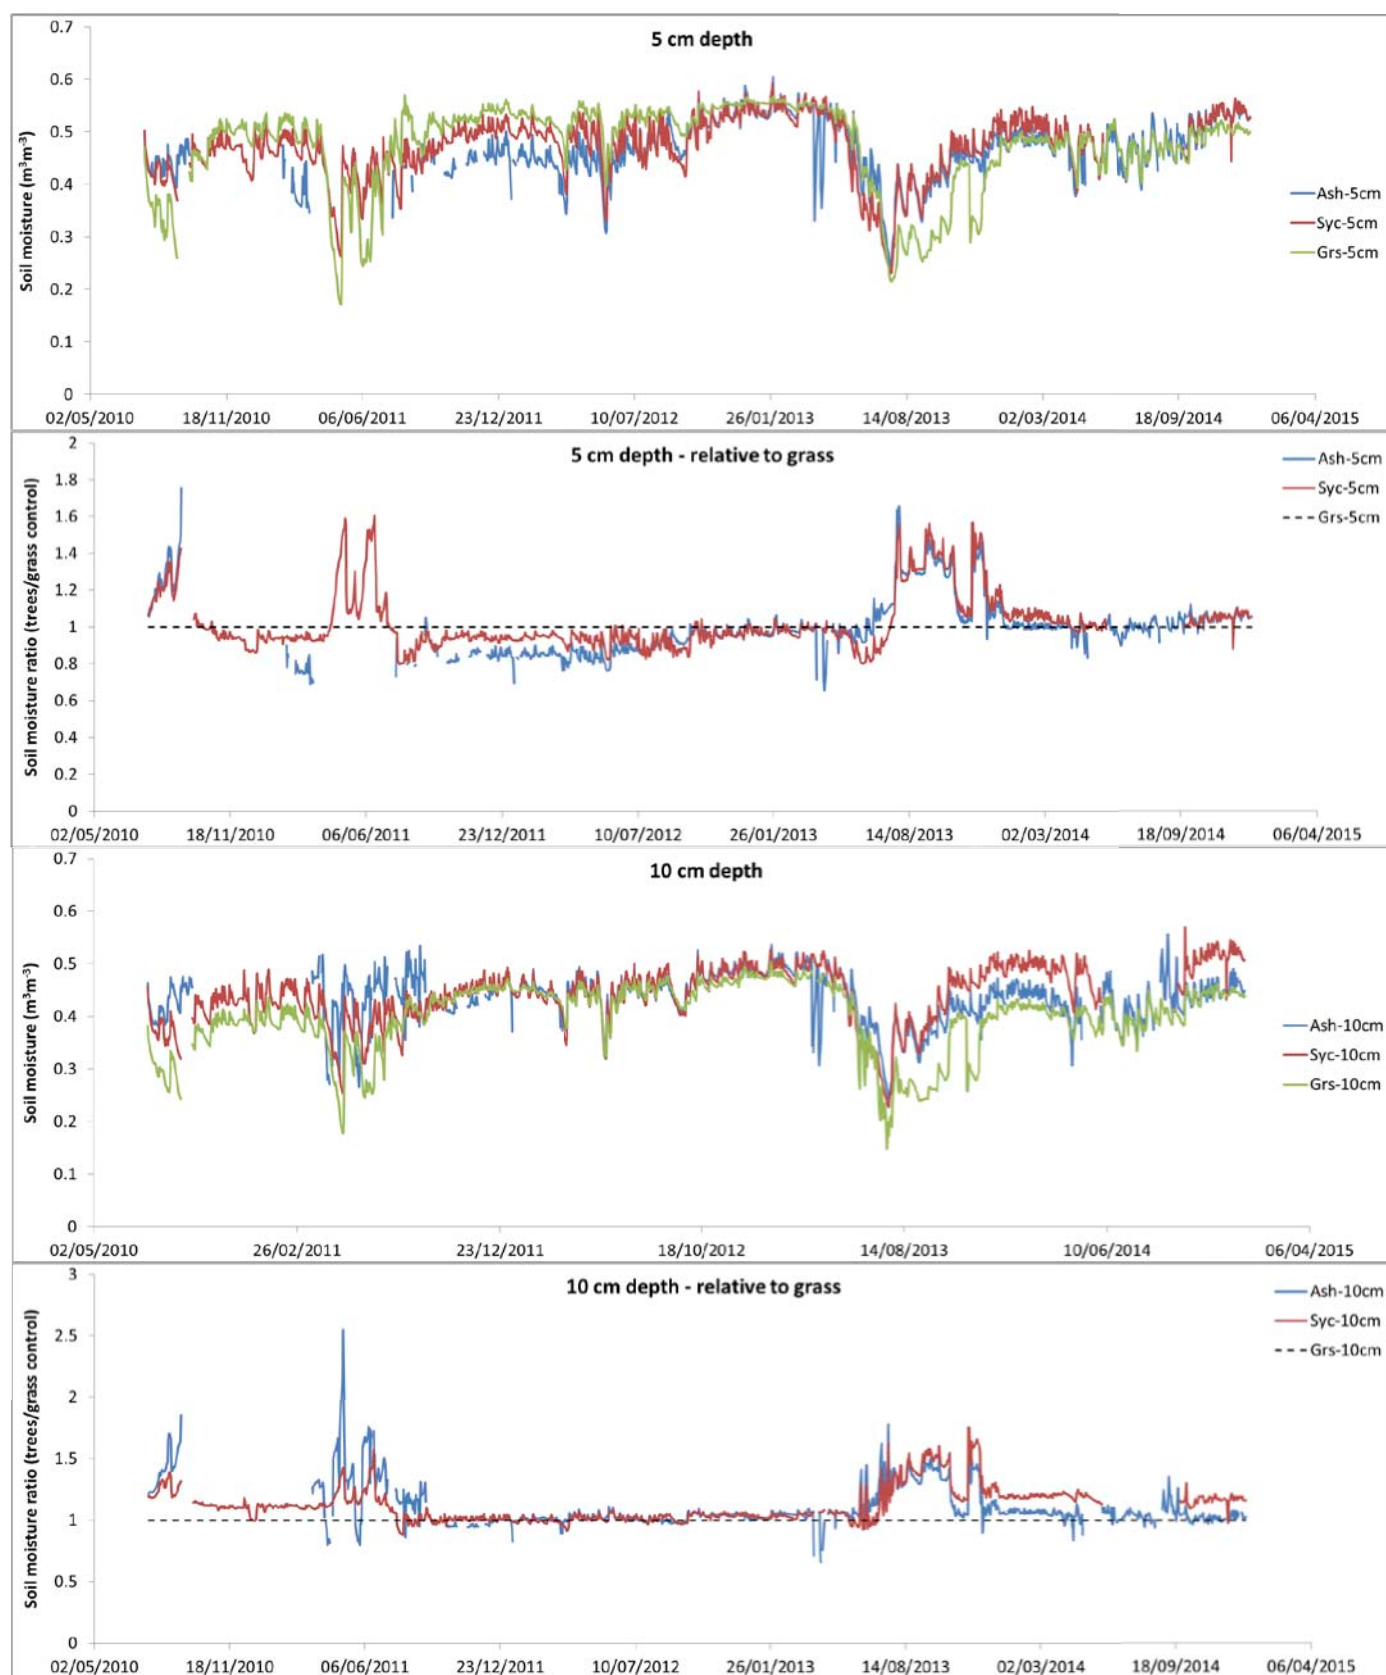 5 cm depth
Soil moisture (m³m⁻³)
0.7
0.6
0.5
0.4
0.3
0.2
0.1
0
Ash-5cm
Syc-5cm
Grs-5cm
02/05/2010 18/11/2010 06/06/2011 23/12/2011 10/07/2012 26/01/2013 14/08/2013 02/03/2014 18/09/2014 06/04/2015
5 cm depth - relative to grass
Soil moisture ratio (trees/grass control)
2
1.8
1.6
1.4
1.2
1
0.8
0.6
0.4
0.2
0
Ash-5cm
Syc-5cm
Grs-5cm
02/05/2010 18/11/2010 06/06/2011 23/12/2011 10/07/2012 26/01/2013 14/08/2013 02/03/2014 18/09/2014 06/04/2015
10 cm depth
Soil moisture (m³m⁻³)
0.7
0.6
0.5
0.4
0.3
0.2
0.1
0
Ash-10cm
Syc-10cm
Grs-10cm
02/05/2010 26/02/2011 23/12/2011 18/10/2012 14/08/2013 10/06/2014 06/04/2015
10 cm depth - relative to grass
Soil moisture ratio (trees/grass control)
3
2.5
2
1.5
1
0.5
0
Ash-10cm
Syc-10cm
Grs-10cm
02/05/2010 18/11/2010 06/06/2011 23/12/2011 10/07/2012 26/01/2013 14/08/2013 02/03/2014 18/09/2014 06/04/2015